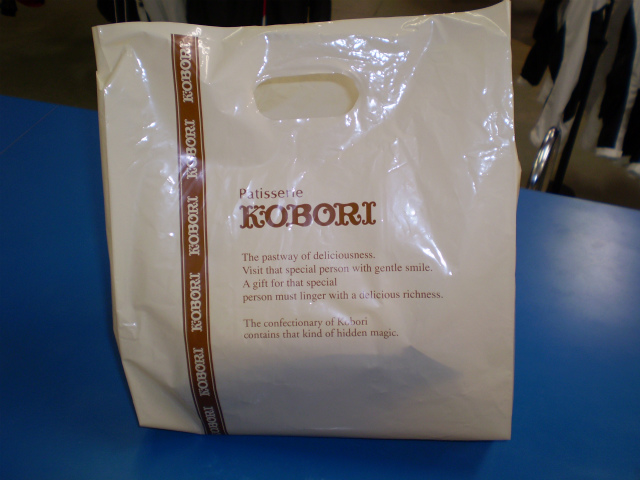 Patisserie
KOBORI
The pastway of deliciousness.
Visit that special person with gentle smile.
A gift for that special
person must linger with a delicious richness.
The confectionary of Kobori
contains that kind of hidden magic.
KOBORI
KOBORI
KOBORI
KOBORI
KOBORI
KOBORI